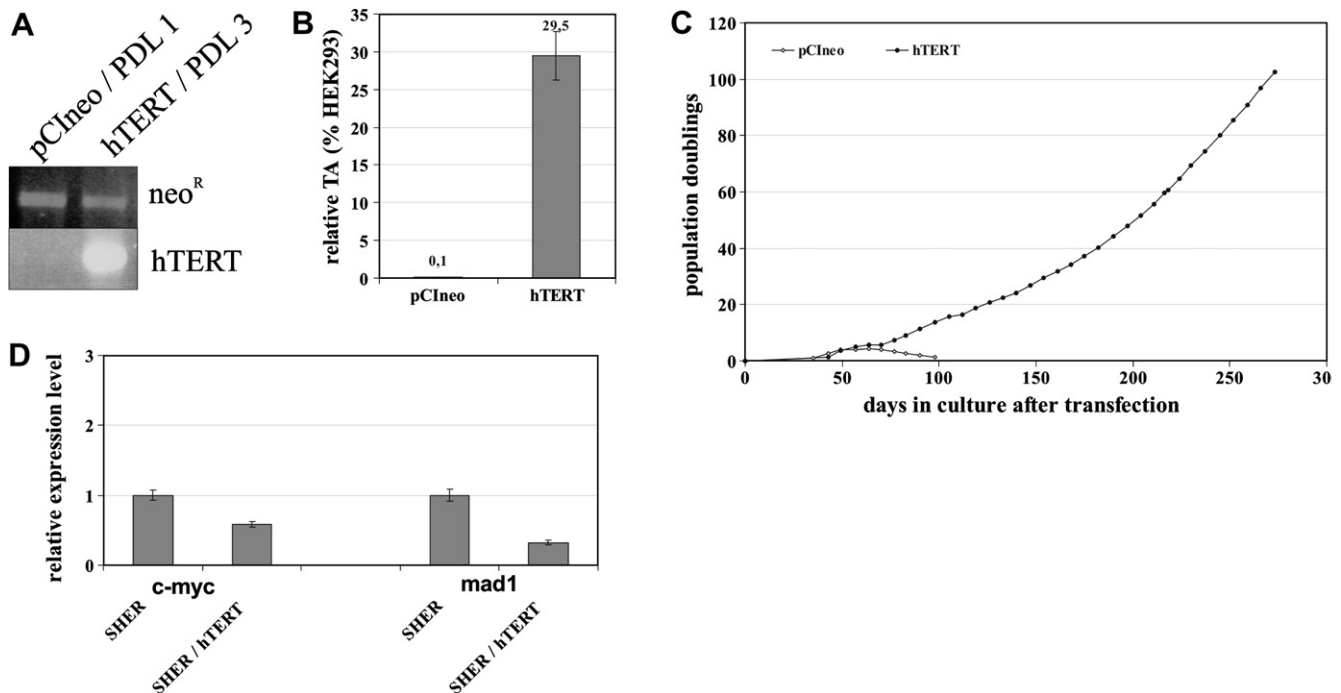 A
pCIneo / PDL 1
hTERT / PDL 3
neoR
hTERT
B
relative TA (% HEK293)
40
35
30
25
20
15
10
5
0
0,1
29,5
pCIneo
hTERT
C
population doublings
120
100
80
60
40
20
0
pCIneo
hTERT
0
50
100
150
200
250
30
days in culture after transfection
D
relative expression level
3
2
1
0
c-myc
mad1
SHER
SHER / hTERT
SHER
SHER / hTERT